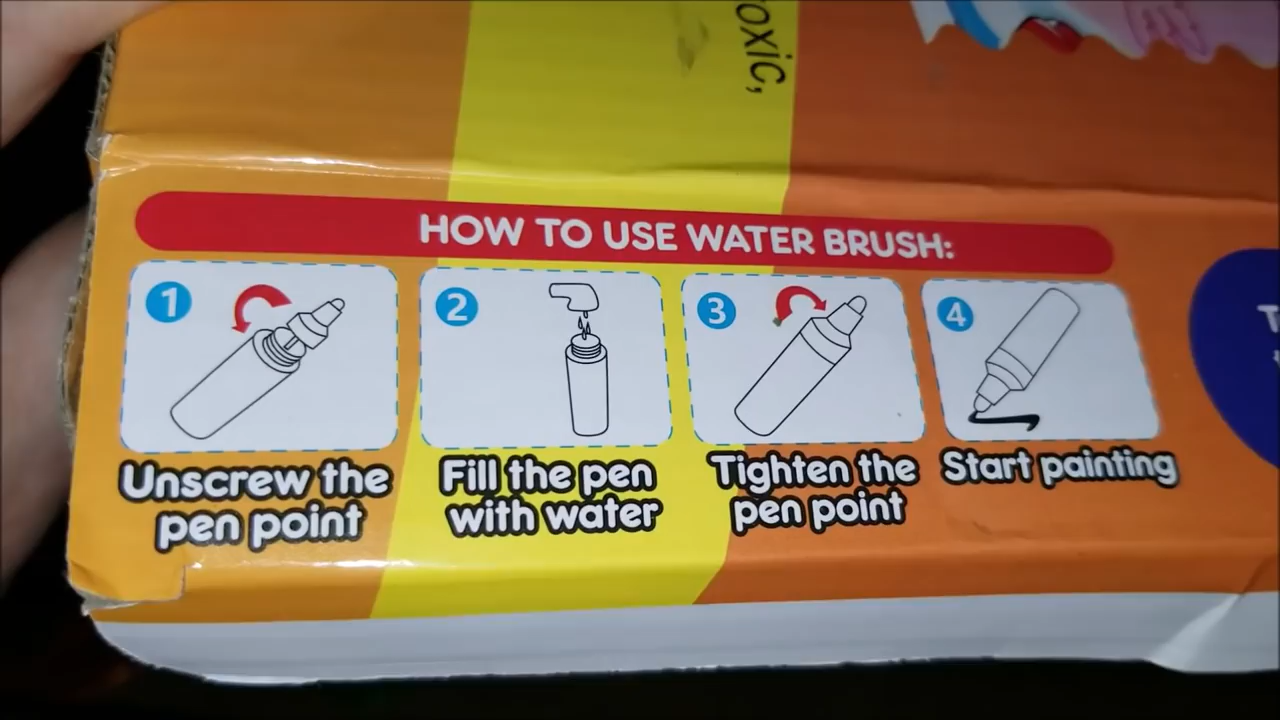 oxic,
HOW TO USE WATER BRUSH:
1
2
3
4
Unscrew the
pen point
Fill the pen
with water
Tighten the
pen point
Start painting